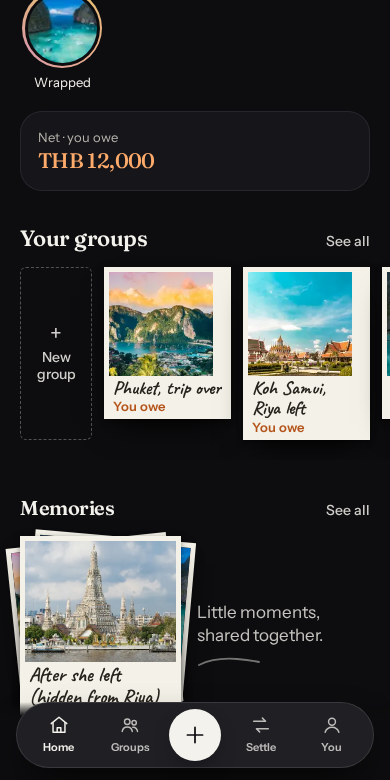 Wrapped
Net · you owe
THB 12,000
Your groups
See all
+
New
group
Phuket, trip over
You owe
Koh Samui,
Riya left
You owe
Memories
See all
Little moments,
shared together.
After she left
(hidden from Riya)
Home
Groups
+
Settle
You